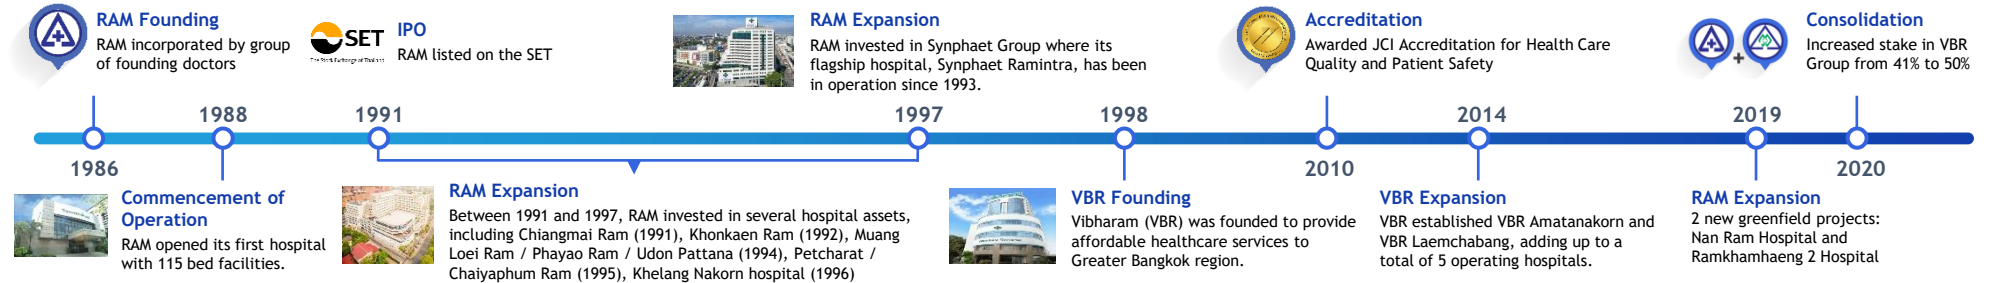 RAM Founding
RAM incorporated by group
of founding doctors
SET
The Stock Exchange of Thailand
IPO
RAM listed on the SET
RAM Expansion
RAM invested in Synphaet Group where its
flagship hospital, Synphaet Ramintra, has been
in operation since 1993.
Accreditation
Awarded JCI Accreditation for Health Care
Quality and Patient Safety
+
Consolidation
Increased stake in VBR
Group from 41% to 50%
1988
1991
1997
1998
2014
2019
1986
2010
2020
Commencement of
Operation
RAM opened its first hospital
with 115 bed facilities.
RAM Expansion
Between 1991 and 1997, RAM invested in several hospital assets,
including Chiangmai Ram (1991), Khonkaen Ram (1992), Muang
Loei Ram / Phayao Ram / Udon Pattana (1994), Petcharat /
Chaiyaphum Ram (1995), Khelang Nakorn hospital (1996)
VBR Founding
Vibharam (VBR) was founded to provide
affordable healthcare services to
Greater Bangkok region.
VBR Expansion
VBR established VBR Amatanakorn and
VBR Laemchabang, adding up to a
total of 5 operating hospitals.
RAM Expansion
2 new greenfield projects:
Nan Ram Hospital and
Ramkhamhaeng 2 Hospital